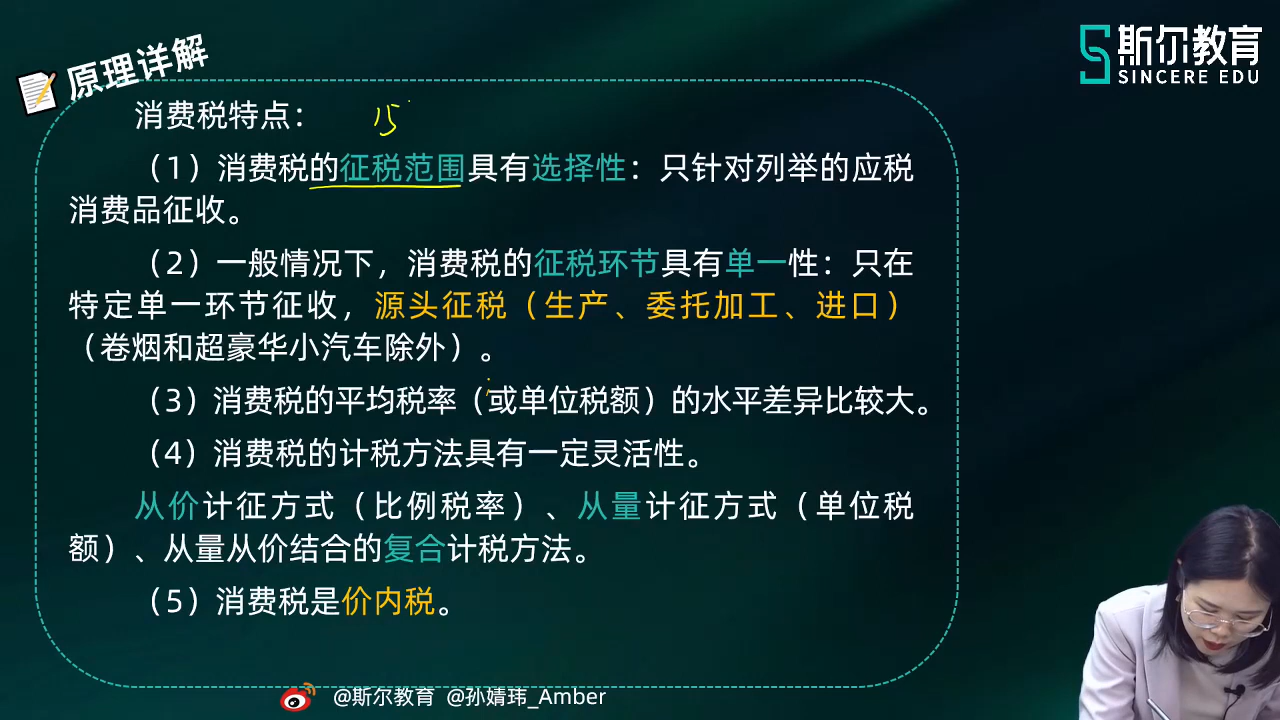 原理详解
斯尔教育
SINCERE EDU
消费税特点：
（1）消费税的征税范围具有选择性：只针对列举的应税
消费品征收。
（2）一般情况下，消费税的征税环节具有单一性：只在
特定单一环节征收，源头征税（生产、委托加工、进口）
（卷烟和超豪华小汽车除外）。
（3）消费税的平均税率（或单位税额）的水平差异比较大。
（4）消费税的计税方法具有一定灵活性。
从价计征方式（比例税率）、从量计征方式（单位税
额）、从量从价结合的复合计税方法。
（5）消费税是价内税。
@斯尔教育 @孙婧玮_Amber